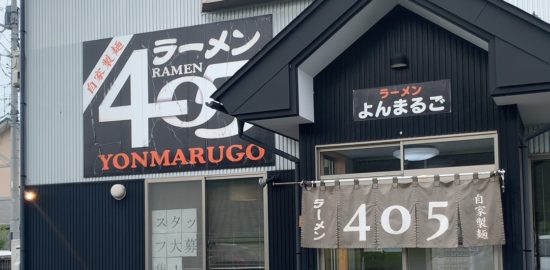 自家製麺
ラーメン
RAMEN
405
YONMARUGO
ラーメン
よんまるご
ラーメン
405
自家製麺
スタッ
フ大募
集!